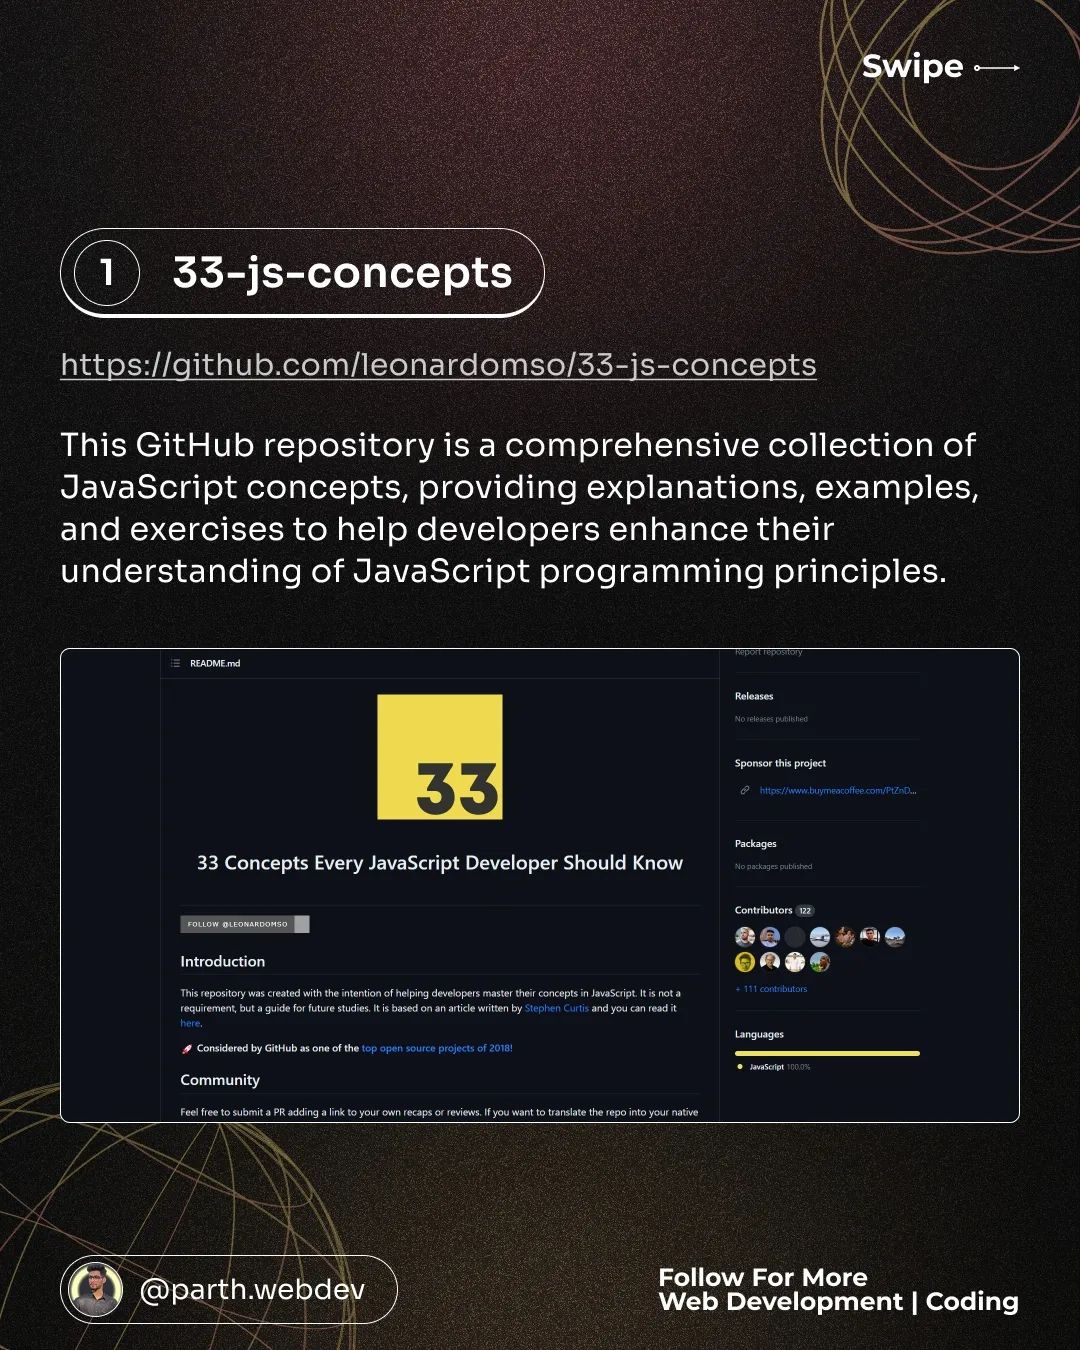 Swipe
1
33-js-concepts
https://github.com/leonardomso/33-js-concepts
This GitHub repository is a comprehensive collection of
JavaScript concepts, providing explanations, examples,
and exercises to help developers enhance their
understanding of JavaScript programming principles.
README.md
33
33 Concepts Every JavaScript Developer Should Know
FOLLOW @LEONARDOMSO
Introduction
This repository was created with the intention of helping developers master their concepts in JavaScript. It is not a
requirement, but a guide for future studies. It is based on an article written by Stephen Curtis and you can read it
here.
🚀 Considered by GitHub as one of the top open source projects of 2018!
Community
Feel free to submit a PR adding a link to your own recaps or reviews. If you want to translate the repo into your native
Report repository
Releases
No releases published
Sponsor this project
https://www.buymeacoffee.com/PtZnD...
Packages
No packages published
Contributors 122
+ 111 contributors
Languages
JavaScript 100.0%
@parth.webdev
Follow For More
Web Development | Coding